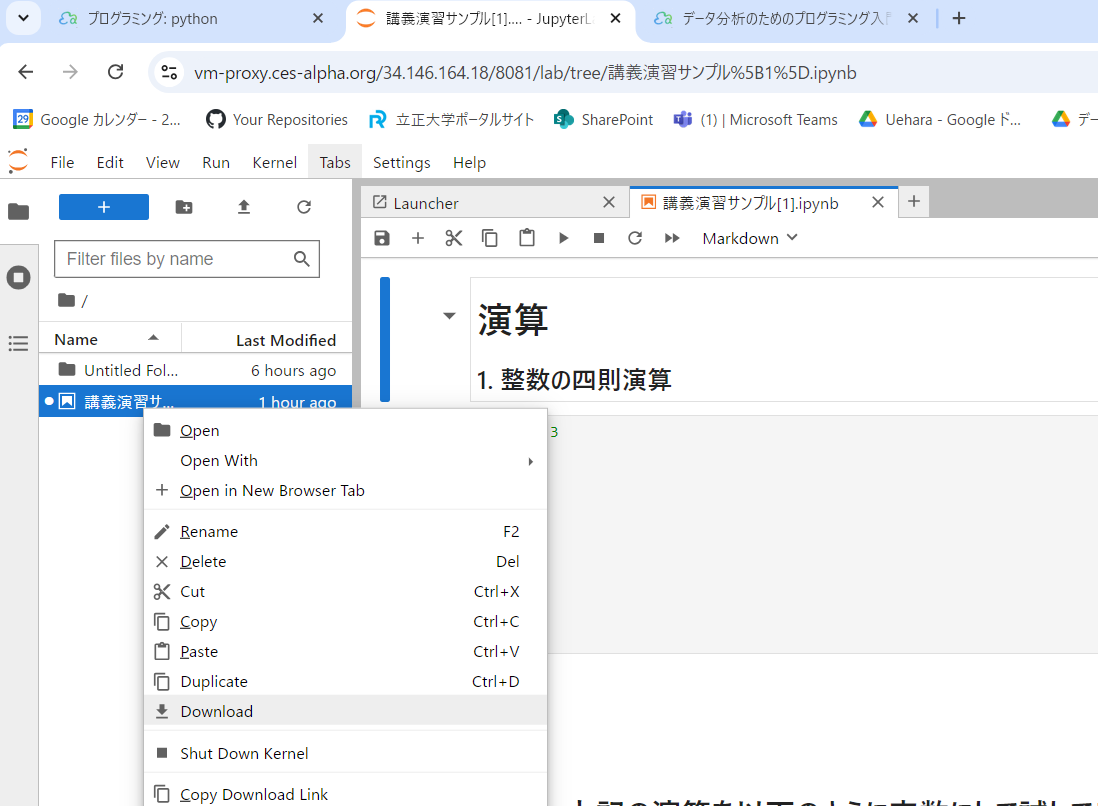 プログラミング: python
講義演習サンプル[1].... - JupyterLa
データ分析のためのプログラミング入門
vm-proxy.ces-alpha.org/34.146.164.18/8081/lab/tree/講義演習サンプル%5B1%5D.ipynb
29 Google カレンダー - 2...
Your Repositories
立正大学ポータルサイト
SharePoint
(1) | Microsoft Teams
Uehara - Google ド...
デー
File Edit View Run Kernel Tabs Settings Help
Launcher
講義演習サンプル[1].ipynb
Markdown
Filter files by name
/
Name Last Modified
Untitled Fol... 6 hours ago
講義演習サ... 1 hour ago
演算
1. 整数の四則演算
3
Open
Open With
Open in New Browser Tab
Rename F2
Delete Del
Cut Ctrl+X
Copy Ctrl+C
Paste Ctrl+V
Duplicate Ctrl+D
Download
Shut Down Kernel
Copy Download Link